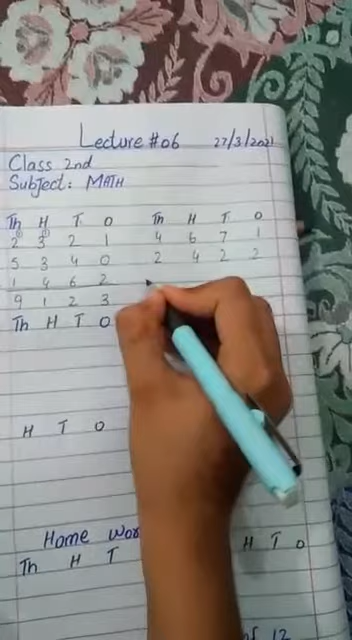 Lecture #06 27/3/2021
Class 2nd
Subject: MATH
Th H T O Th H T O
2 3 2 1 4 6 7 1
5 3 4 0 2 4 2 2
1 4 6 2
9 1 2 3
Th H T O
H T O
Home
Th H T H T O
12